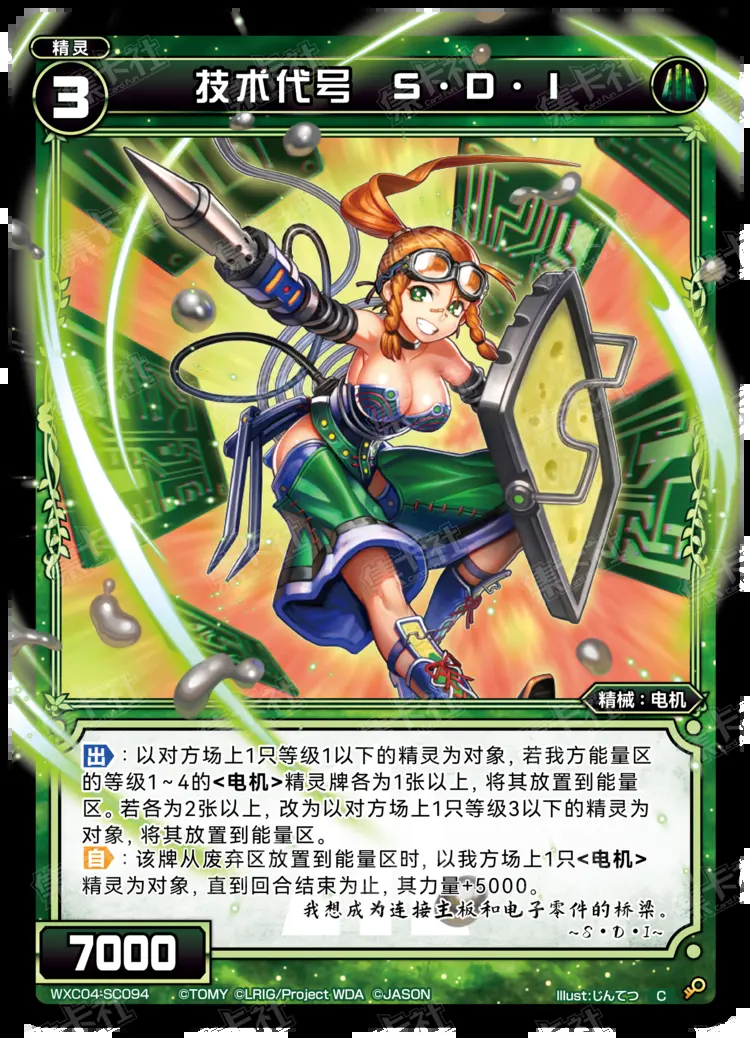 精灵
3
技术代号 S·D·I
精械：电机
出：以对方场上1只等级1以下的精灵为对象，若我方能量区
的等级1~4的<电机>精灵牌各为1张以上，将其放置到能量
区。若各为2张以上，改为以对方场上1只等级3以下的精灵为
对象，将其放置到能量区。
自：该牌从废弃区放置到能量区时，以我方场上1只<电机>
精灵为对象，直到回合结束为止，其力量+5000。
我想成为连接主板和电子零件的桥梁。
~S·D·I~
7000
WXC04-SC094 ©TOMY ©LRIG/Project WDA ©JASON
Illust:じんてつ C
集卡社